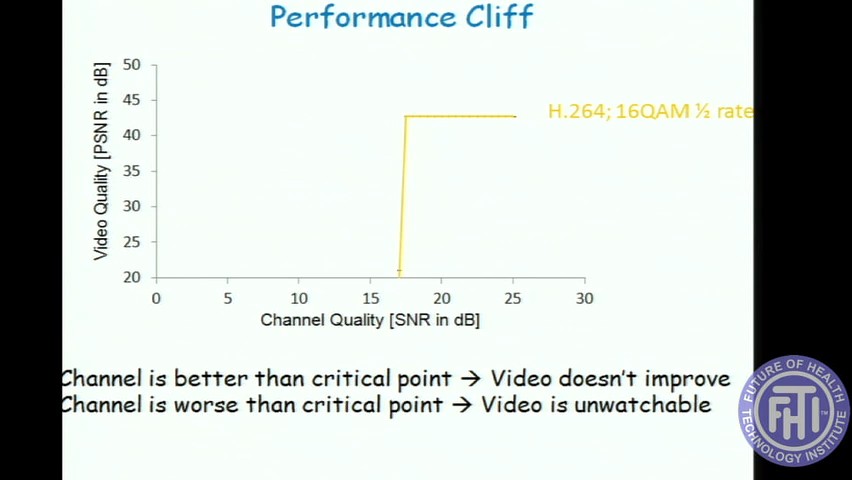 Performance Cliff
50
45
40
35
30
25
20
Video Quality [PSNR in dB]
H.264; 16QAM ½ rate
0 5 10 15 20 25 30
Channel Quality [SNR in dB]
Channel is better than critical point → Video doesn't improve
Channel is worse than critical point → Video is unwatchable
FUTURE OF HEALTH
FHTI™
TECHNOLOGY INSTITUTE